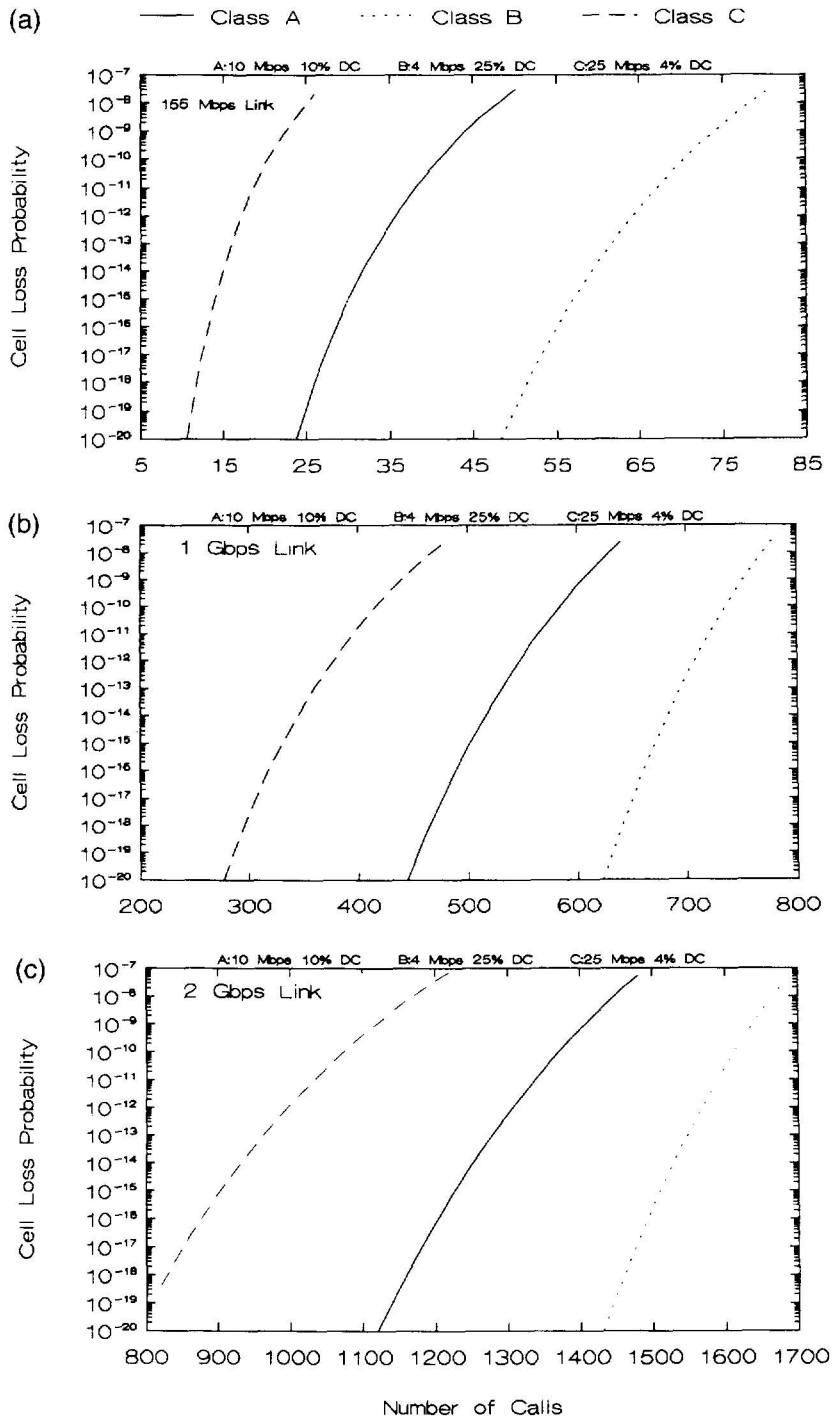 (a)
Class A Class B Class C
A:10 Mbps 10% DC B:4 Mbps 25% DC C:25 Mbps 4% DC
155 Mbps Link
10⁻⁷
10⁻⁸
10⁻⁹
10⁻¹⁰
10⁻¹¹
10⁻¹²
10⁻¹³
10⁻¹⁴
10⁻¹⁵
10⁻¹⁶
10⁻¹⁷
10⁻¹⁸
10⁻¹⁹
10⁻²⁰
Cell Loss Probability
5 15 25 35 45 55 65 75 85
(b)
A:10 Mbps 10% DC B:4 Mbps 25% DC C:25 Mbps 4% DC
1 Gbps Link
10⁻⁷
10⁻⁸
10⁻⁹
10⁻¹⁰
10⁻¹¹
10⁻¹²
10⁻¹³
10⁻¹⁴
10⁻¹⁵
10⁻¹⁶
10⁻¹⁷
10⁻¹⁸
10⁻¹⁹
10⁻²⁰
Cell Loss Probability
200 300 400 500 600 700 800
(c)
A:10 Mbps 10% DC B:4 Mbps 25% DC C:25 Mbps 4% DC
2 Gbps Link
10⁻⁷
10⁻⁸
10⁻⁹
10⁻¹⁰
10⁻¹¹
10⁻¹²
10⁻¹³
10⁻¹⁴
10⁻¹⁵
10⁻¹⁶
10⁻¹⁷
10⁻¹⁸
10⁻¹⁹
10⁻²⁰
Cell Loss Probability
800 900 1000 1100 1200 1300 1400 1500 1600 1700
Number of Calls